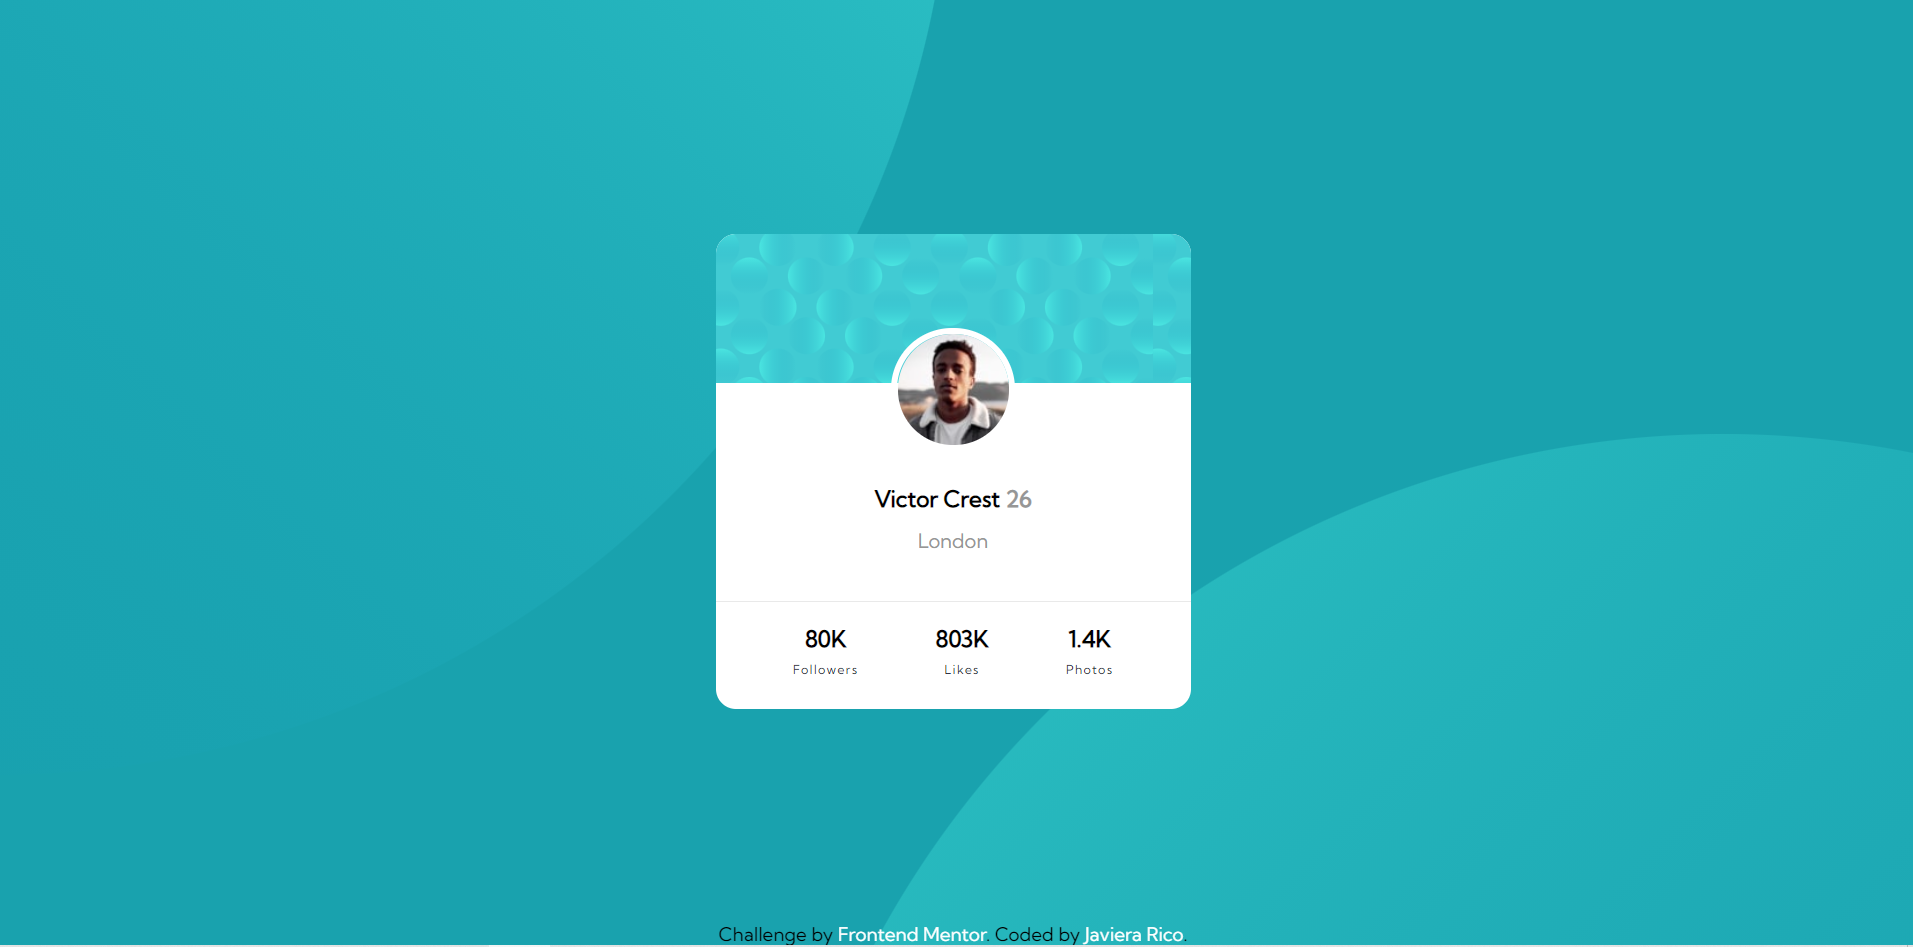 Victor Crest 26
London
80K 803K 1.4K
Followers Likes Photos
Challenge by Frontend Mentor. Coded by Javiera Rico.